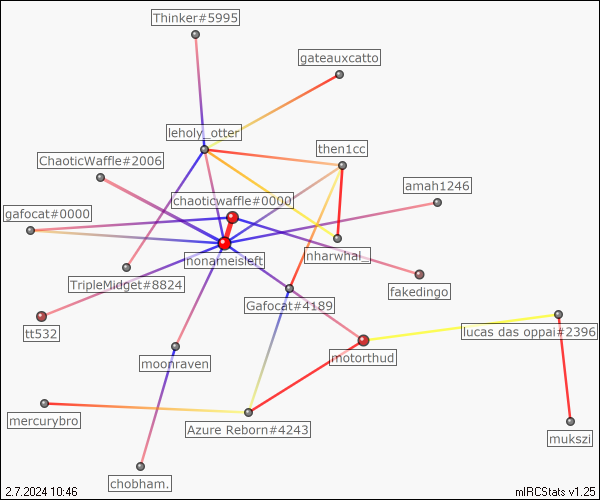 Thinker#5995
gateauxcatto
leholy_otter
then1cc
ChaoticWaffle#2006
amah1246
chaoticwaffle#0000
gafocat#0000
nonameisleft
nharwhal_
TripleMidget#8824
fakedingo
Gafocat#4189
tt532
lucas das oppai#2396
motorthud
moonraven
mercurybro
Azure Reborn#4243
mukszi
chobham.
2.7.2024 10:46
mIRCStats v1.25